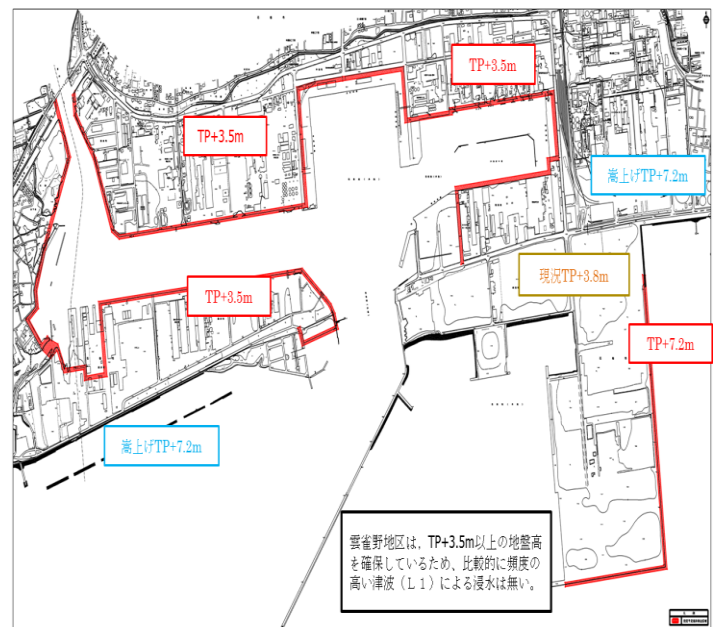 TP+3.5m
TP+3.5m
嵩上げTP+7.2m
現況TP+3.8m
TP+3.5m
TP+7.2m
嵩上げTP+7.2m
雲雀野地区は，TP+3.5m以上の地盤高
を確保しているため、比較的に頻度の
高い津波（Ｌ１）による浸水は無い。